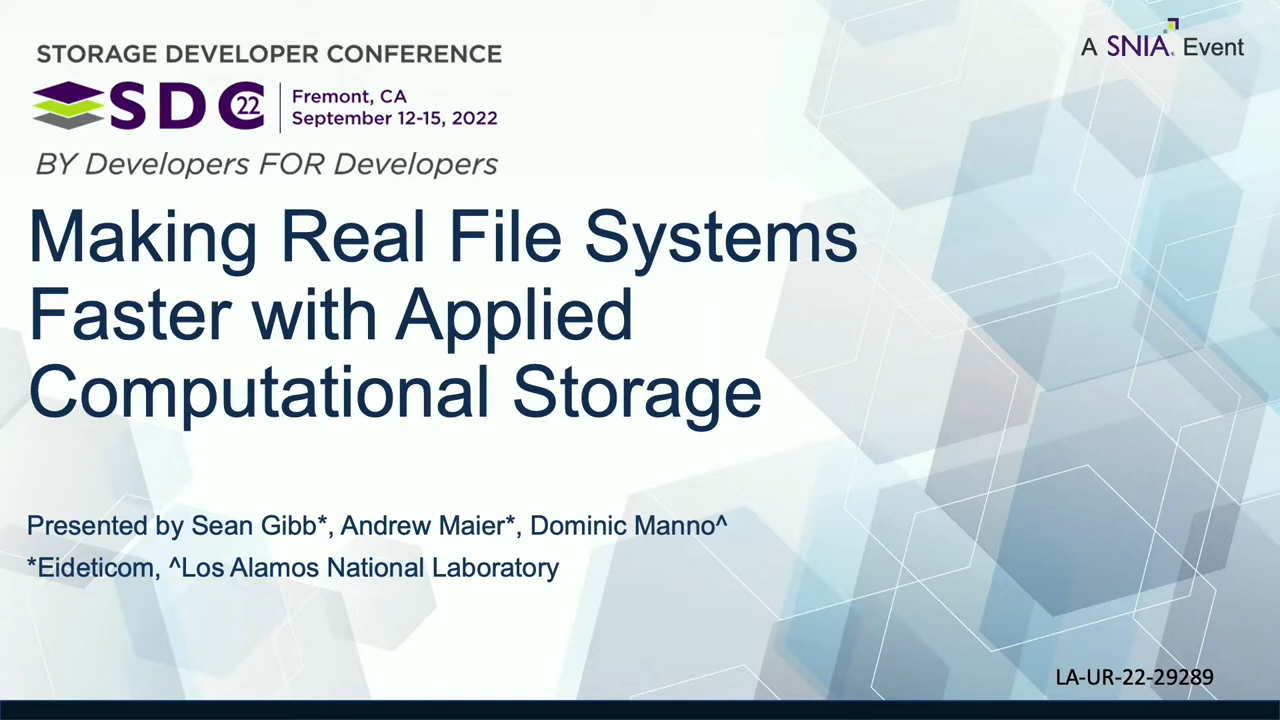 STORAGE DEVELOPER CONFERENCE
A SNIA. Event
SDC 22
Fremont, CA
September 12-15, 2022
BY Developers FOR Developers
Making Real File Systems
Faster with Applied
Computational Storage
Presented by Sean Gibb*, Andrew Maier*, Dominic Manno^
*Eideticom, ^Los Alamos National Laboratory
LA-UR-22-29289